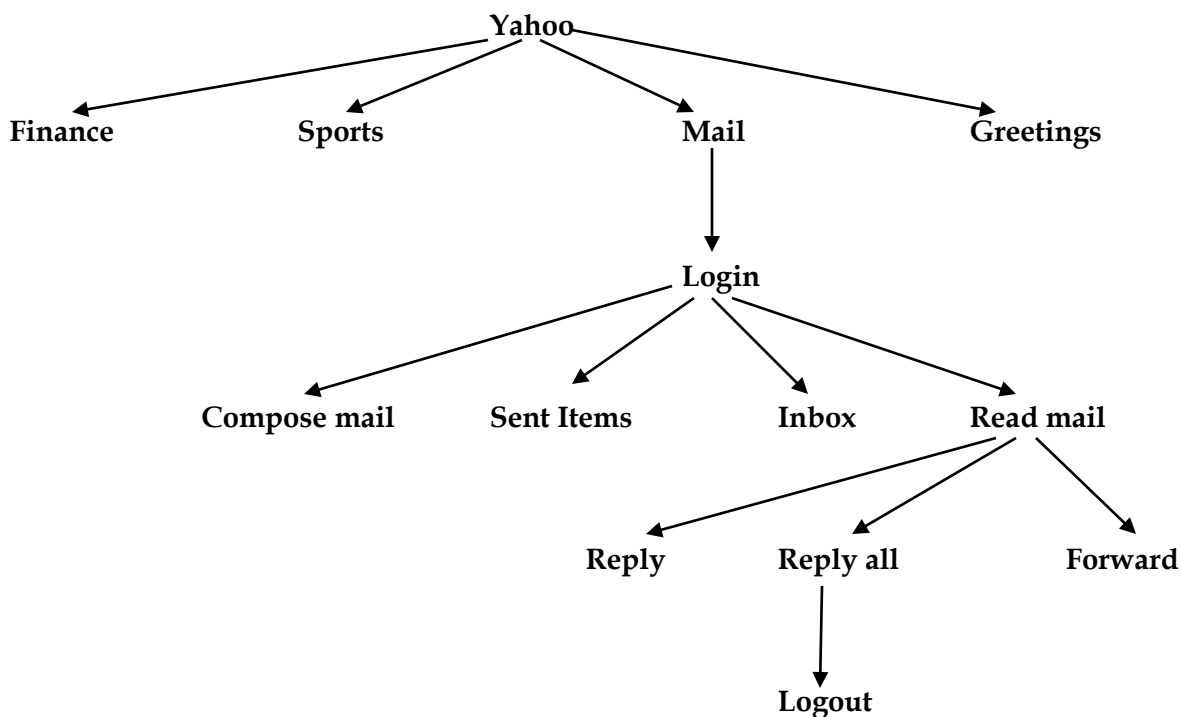 Yahoo
Finance
Sports
Mail
Greetings
Login
Compose mail
Sent Items
Inbox
Read mail
Reply
Reply all
Forward
Logout